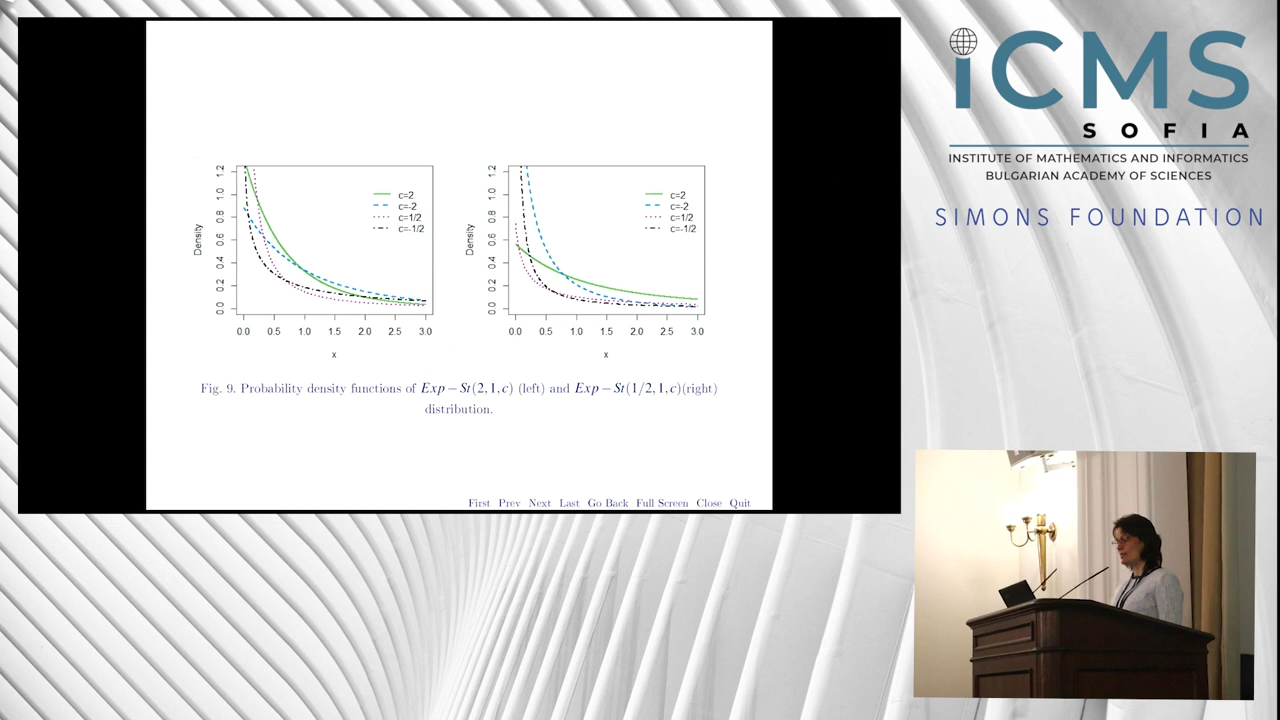 iCMS
SOFIA
INSTITUTE OF MATHEMATICS AND INFORMATICS
BULGARIAN ACADEMY OF SCIENCES
SIMONS FOUNDATION
Density
0.0 0.2 0.4 0.6 0.8 1.0 1.2
c=2
c=-2
c=1/2
c=-1/2
0.0 0.5 1.0 1.5 2.0 2.5 3.0
x
Density
0.0 0.2 0.4 0.6 0.8 1.0 1.2
c=2
c=-2
c=1/2
c=-1/2
0.0 0.5 1.0 1.5 2.0 2.5 3.0
x
Fig. 9. Probability density functions of Exp − St(2,1,c) (left) and Exp − St(1/2,1,c)(right)
distribution.
First Prev Next Last Go Back Full Screen Close Quit